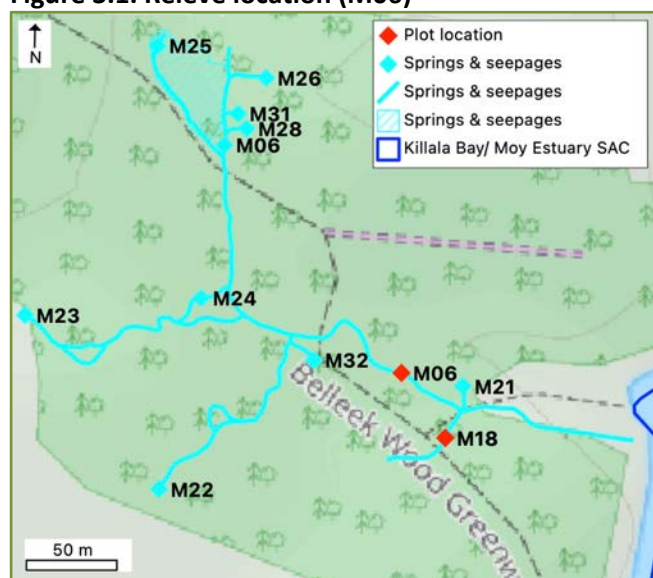 Figure 3.1. Relevé location (M06)
N
Plot location
Springs & seepages
Springs & seepages
Springs & seepages
Killala Bay/ Moy Estuary SAC
M25
M26
M31
M28
M06
M24
M23
M32
M06
M21
M18
M22
Belleek Wood Greenw
50 m